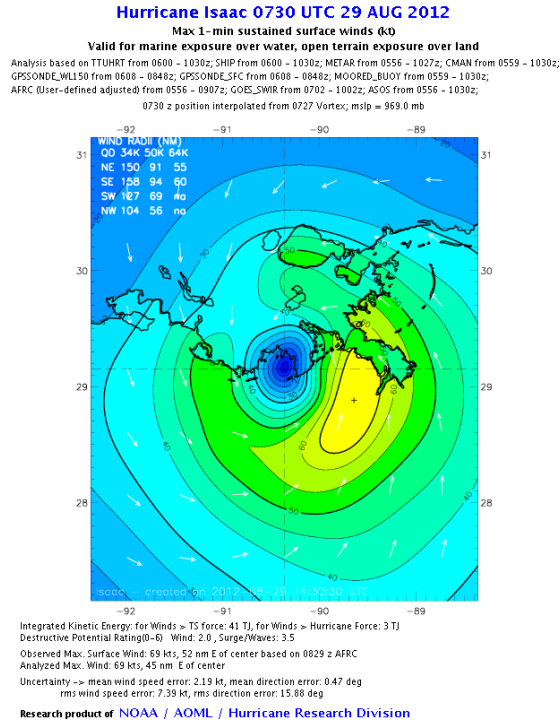 Hurricane Isaac 0730 UTC 29 AUG 2012
Max 1-min sustained surface winds (kt)
Valid for marine exposure over water, open terrain exposure over land
Analysis based on TTUHRT from 0600 - 1030z; SHIP from 0600 - 1030z; METAR from 0556 - 1027z; CMAN from 0559 - 1030z;
GPSSONDE_WL150 from 0608 - 0848z; GPSSONDE_SFC from 0608 - 0848z; MOORED_BUOY from 0559 - 1030z;
AFRC (User-defined adjusted) from 0556 - 0907z; GOES_SWIR from 0702 - 1002z; ASOS from 0556 - 1030z;
0730 z position interpolated from 0727 Vortex; mslp = 969.0 mb
-92 -91 -90 -89
WIND RADII (NM)
QD 34K 50K 64K
NE 150 91 55
SE 158 94 60
SW 127 69 na
NW 104 56 na
31 31
30 30
29 29
28 28
isaac - created on 2012-08-29 14:30:30 UTC
-92 -91 -90 -89
Integrated Kinetic Energy: for Winds > TS force: 41 TJ, for Winds > Hurricane Force: 3 TJ
Destructive Potential Rating(0-6) Wind: 2.0 , Surge/Waves: 3.5
Observed Max. Surface Wind: 69 kts, 52 nm E of center based on 0829 z AFRC
Analyzed Max. Wind: 69 kts, 45 nm E of center
Uncertainty -> mean wind speed error: 2.19 kt, mean direction error: 0.47 deg
rms wind speed error: 7.39 kt, rms direction error: 15.88 deg
Research product of NOAA / AOML / Hurricane Research Division